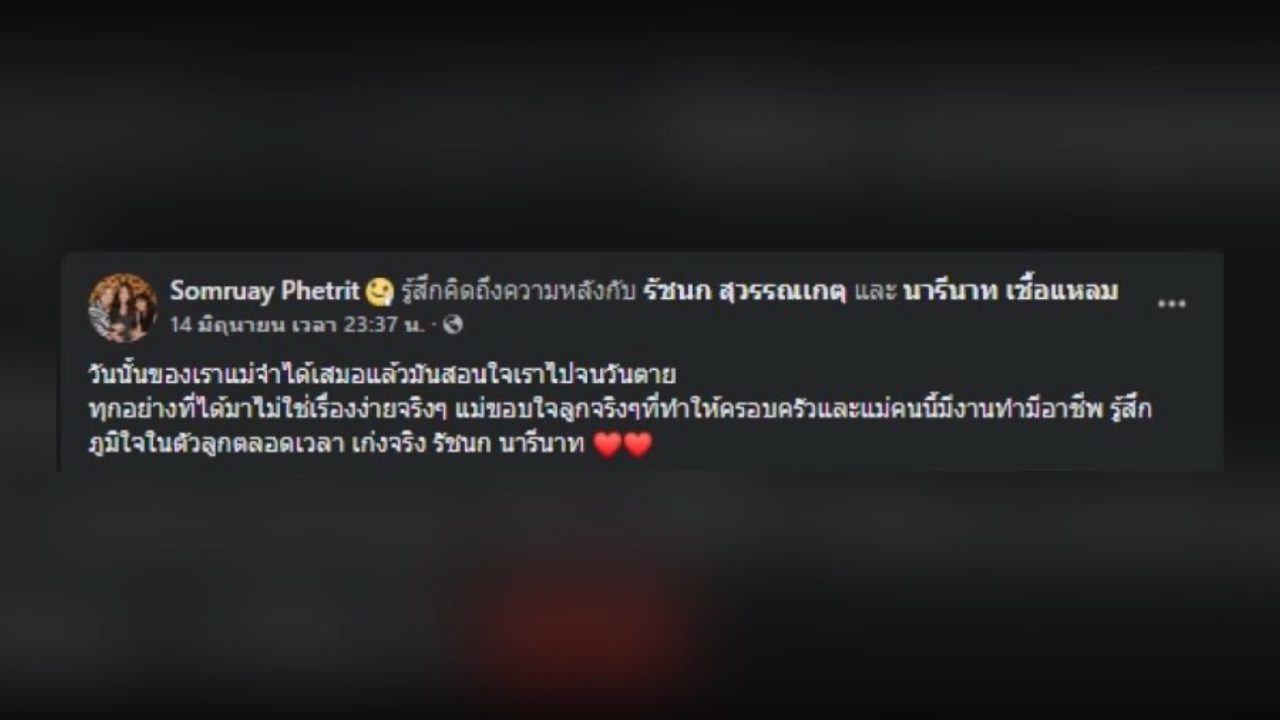 Somruay Phetrit 🥲 รู้สึกคิดถึงความหลังกับ รัชนก สุวรรณเกตุ และ นารีนาท เชื้อแหลม
14 มิถุนายน เวลา 23:37 น. ·
วันนั้นของเราแม่จำได้เสมอแล้วมันสอนใจเราไปจนวันตาย
ทุกอย่างที่ได้มาไม่ใช่เรื่องง่ายจริงๆ แม่ขอบใจลูกจริงๆที่ทำให้ครอบครัวและแม่คนนี้มีงานทำมีอาชีพ รู้สึก
ภูมิใจในตัวลูกตลอดเวลา เก่งจริง รัชนก นารีนาท ❤️❤️